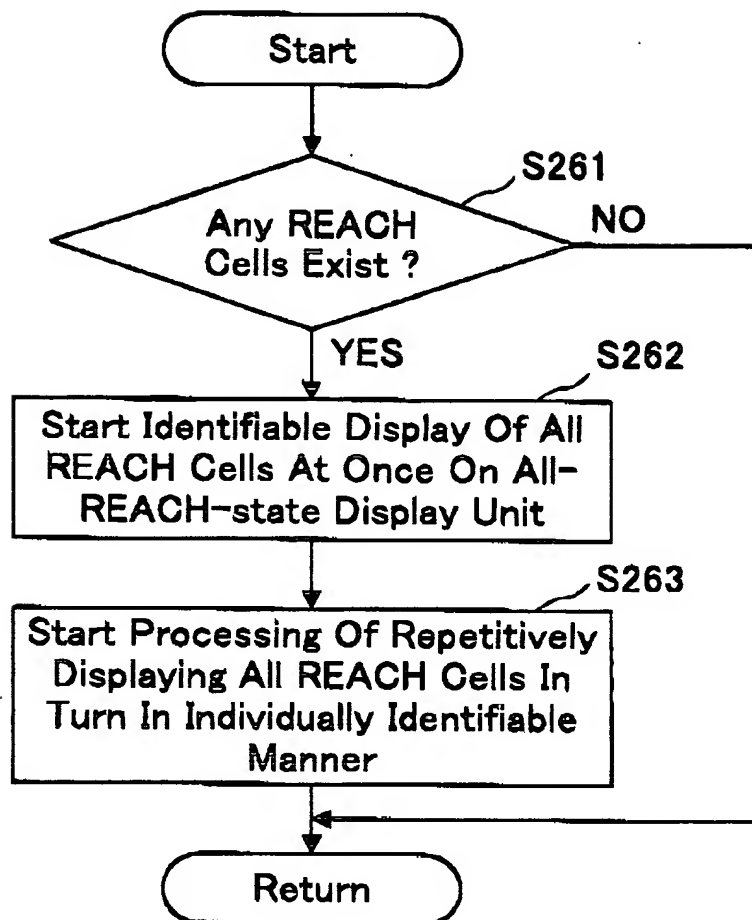 Start
S261
Any REACH
Cells Exist ?
NO
YES
S262
Start Identifiable Display Of All
REACH Cells At Once On All-
REACH-state Display Unit
S263
Start Processing Of Repetitively
Displaying All REACH Cells In
Turn In Individually Identifiable
Manner
Return